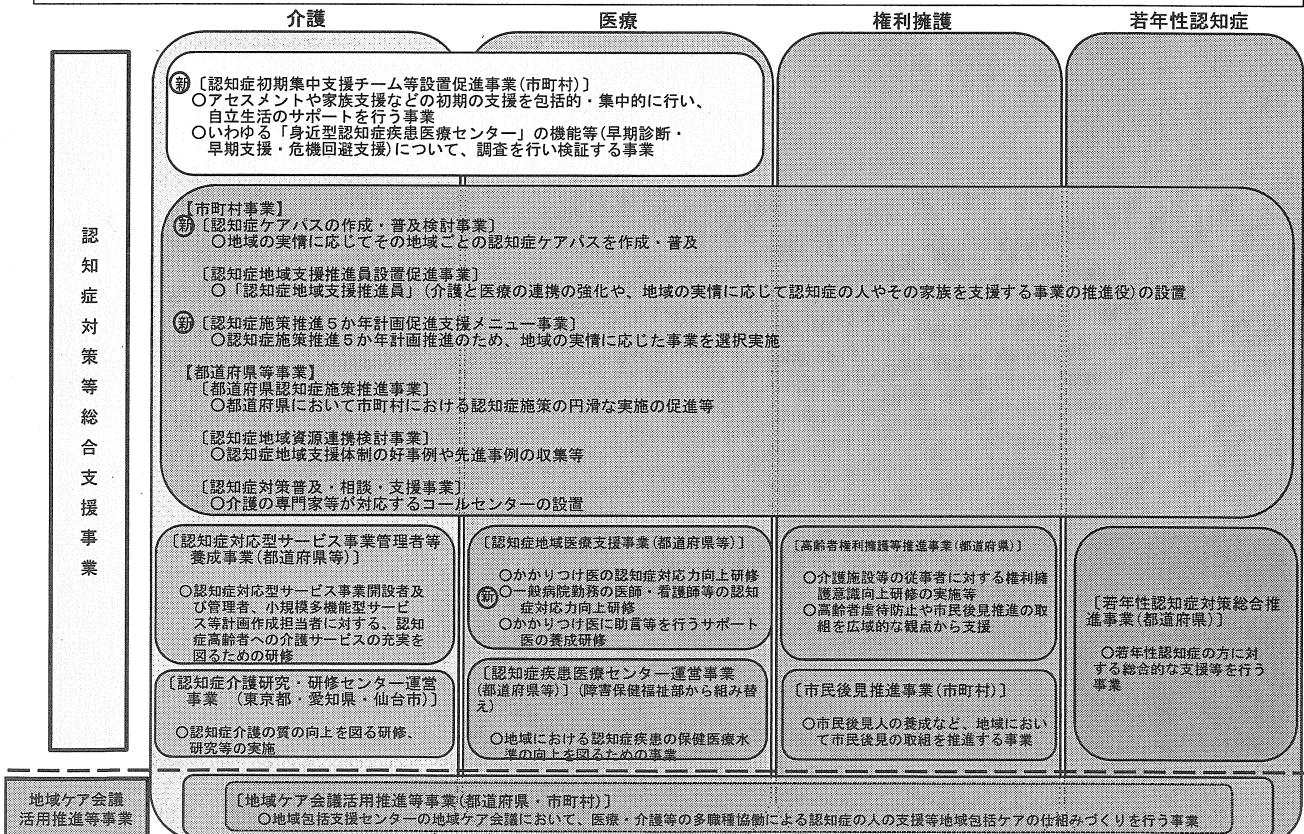 介護
医療
権利擁護
若年性認知症
認知症対策等総合支援事業
新〔認知症初期集中支援チーム等設置促進事業(市町村)〕
○アセスメントや家族支援などの初期の支援を包括的・集中的に行い、
自立生活のサポートを行う事業
○いわゆる「身近型認知症疾患医療センター」の機能等(早期診断・
早期支援・危機回避支援)について、調査を行い検証する事業
【市町村事業】
新〔認知症ケアパスの作成・普及検討事業〕
○地域の実情に応じてその地域ごとの認知症ケアパスを作成・普及
〔認知症地域支援推進員設置促進事業〕
○「認知症地域支援推進員」(介護と医療の連携の強化や、地域の実情に応じて認知症の人やその家族を支援する事業の推進役)の設置
新〔認知症施策推進5か年計画促進支援メニュー事業〕
○認知症施策推進5か年計画推進のため、地域の実情に応じた事業を選択実施
【都道府県等事業】
〔都道府県認知症施策推進事業〕
○都道府県において市町村における認知症施策の円滑な実施の促進等
〔認知症地域資源連携検討事業〕
○認知症地域支援体制の好事例や先進事例の収集等
〔認知症対策普及・相談・支援事業〕
○介護の専門家等が対応するコールセンターの設置
〔認知症対応型サービス事業管理者等
養成事業(都道府県等)〕
○認知症対応型サービス事業開設者及
び管理者、小規模多機能型サービ
ス等計画作成担当者に対する、認知
症高齢者への介護サービスの充実を
図るための研修
〔認知症介護研究・研修センター運営
事業 (東京都・愛知県・仙台市)〕
○認知症介護の質の向上を図る研修、
研究等の実施
〔認知症地域医療支援事業(都道府県等)〕
○かかりつけ医の認知症対応力向上研修
新○一般病院勤務の医師・看護師等の認知
症対応力向上研修
○かかりつけ医に助言等を行うサポート
医の養成研修
〔認知症疾患医療センター運営事業
(都道府県等)〕(障害保健福祉部から組み替
え)
○地域における認知症疾患の保健医療水
準の向上を図るための事業
〔高齢者権利擁護等推進事業(都道府県)〕
○介護施設等の従事者に対する権利擁
護意識向上研修の実施等
○高齢者虐待防止や市民後見推進の取
組を広域的な観点から支援
〔市民後見推進事業(市町村)〕
○市民後見人の養成など、地域におい
て市民後見の取組を推進する事業
〔若年性認知症対策総合推
進事業(都道府県)〕
○若年性認知症の方に対
する総合的な支援等を行う
事業
地域ケア会議
活用推進等事業
〔地域ケア会議活用推進等事業(都道府県・市町村)〕
○地域包括支援センターの地域ケア会議において、医療・介護等の多職種協働による認知症の人の支援等地域包括ケアの仕組みづくりを行う事業